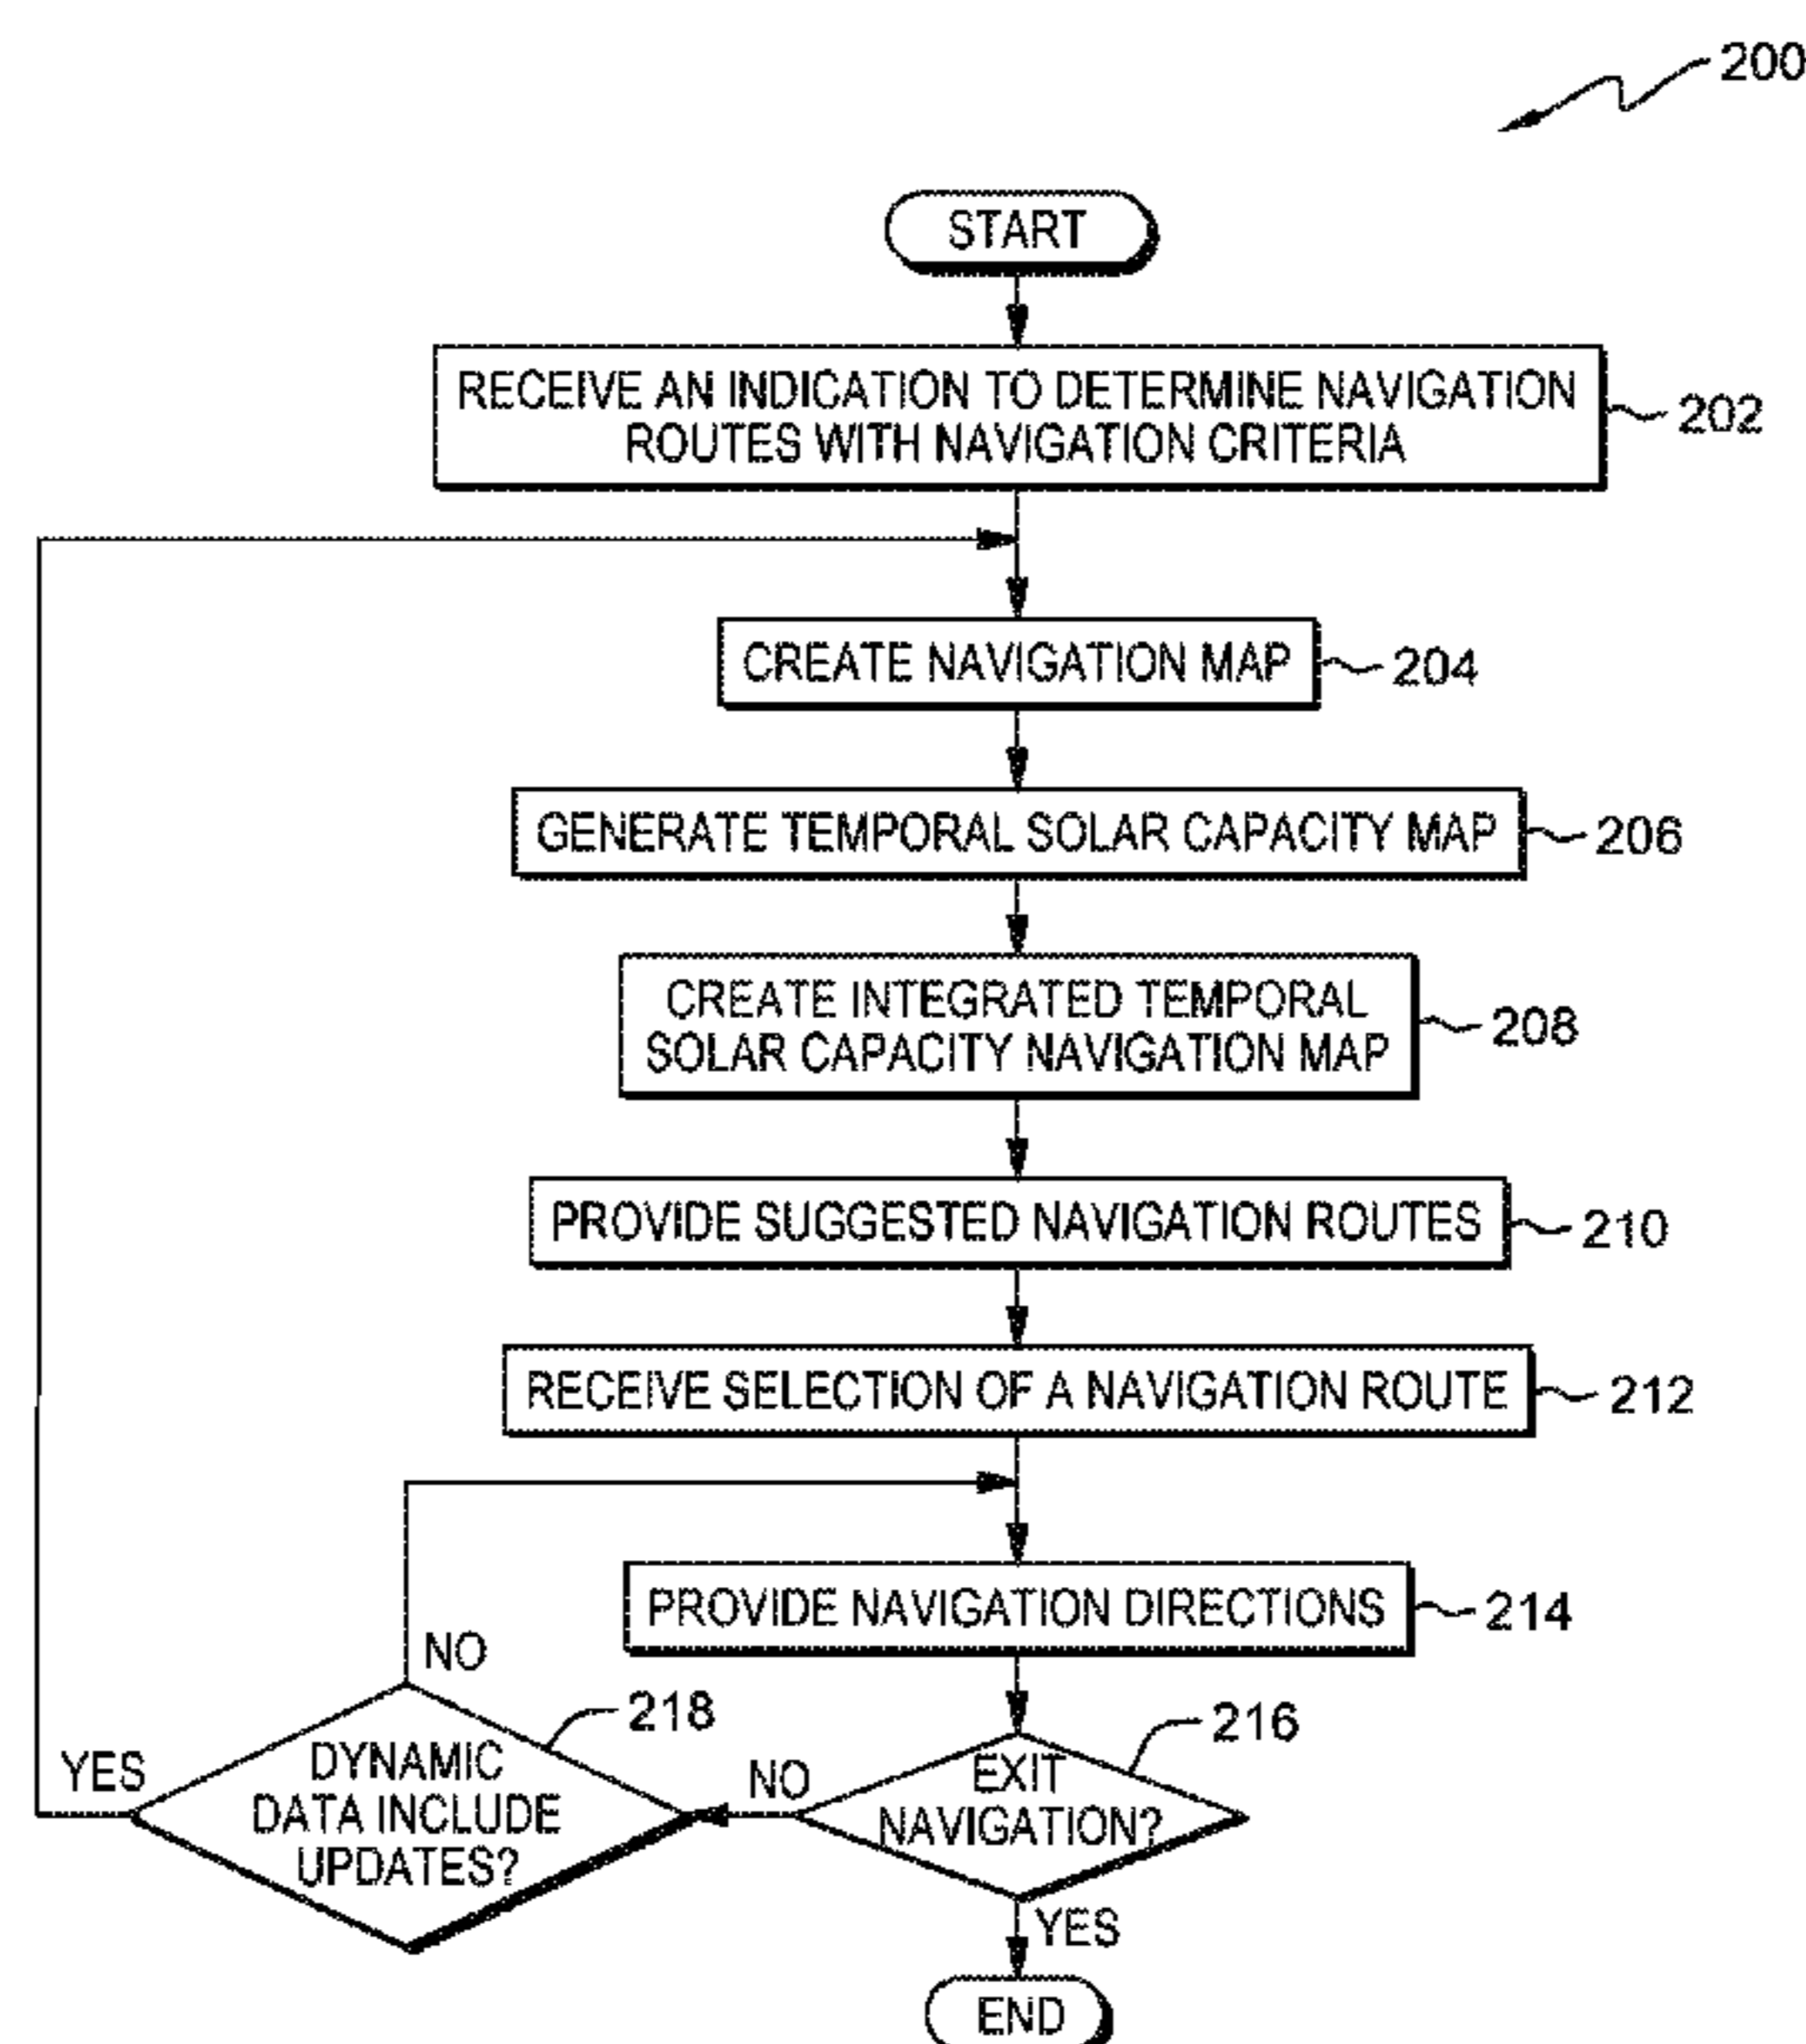 200
START
RECEIVE AN INDICATION TO DETERMINE NAVIGATION
ROUTES WITH NAVIGATION CRITERIA
202
CREATE NAVIGATION MAP
204
GENERATE TEMPORAL SOLAR CAPACITY MAP
206
CREATE INTEGRATED TEMPORAL
SOLAR CAPACITY NAVIGATION MAP
208
PROVIDE SUGGESTED NAVIGATION ROUTES
210
RECEIVE SELECTION OF A NAVIGATION ROUTE
212
PROVIDE NAVIGATION DIRECTIONS
214
NO
218
216
YES
DYNAMIC
DATA INCLUDE
UPDATES?
NO
EXIT
NAVIGATION?
YES
END